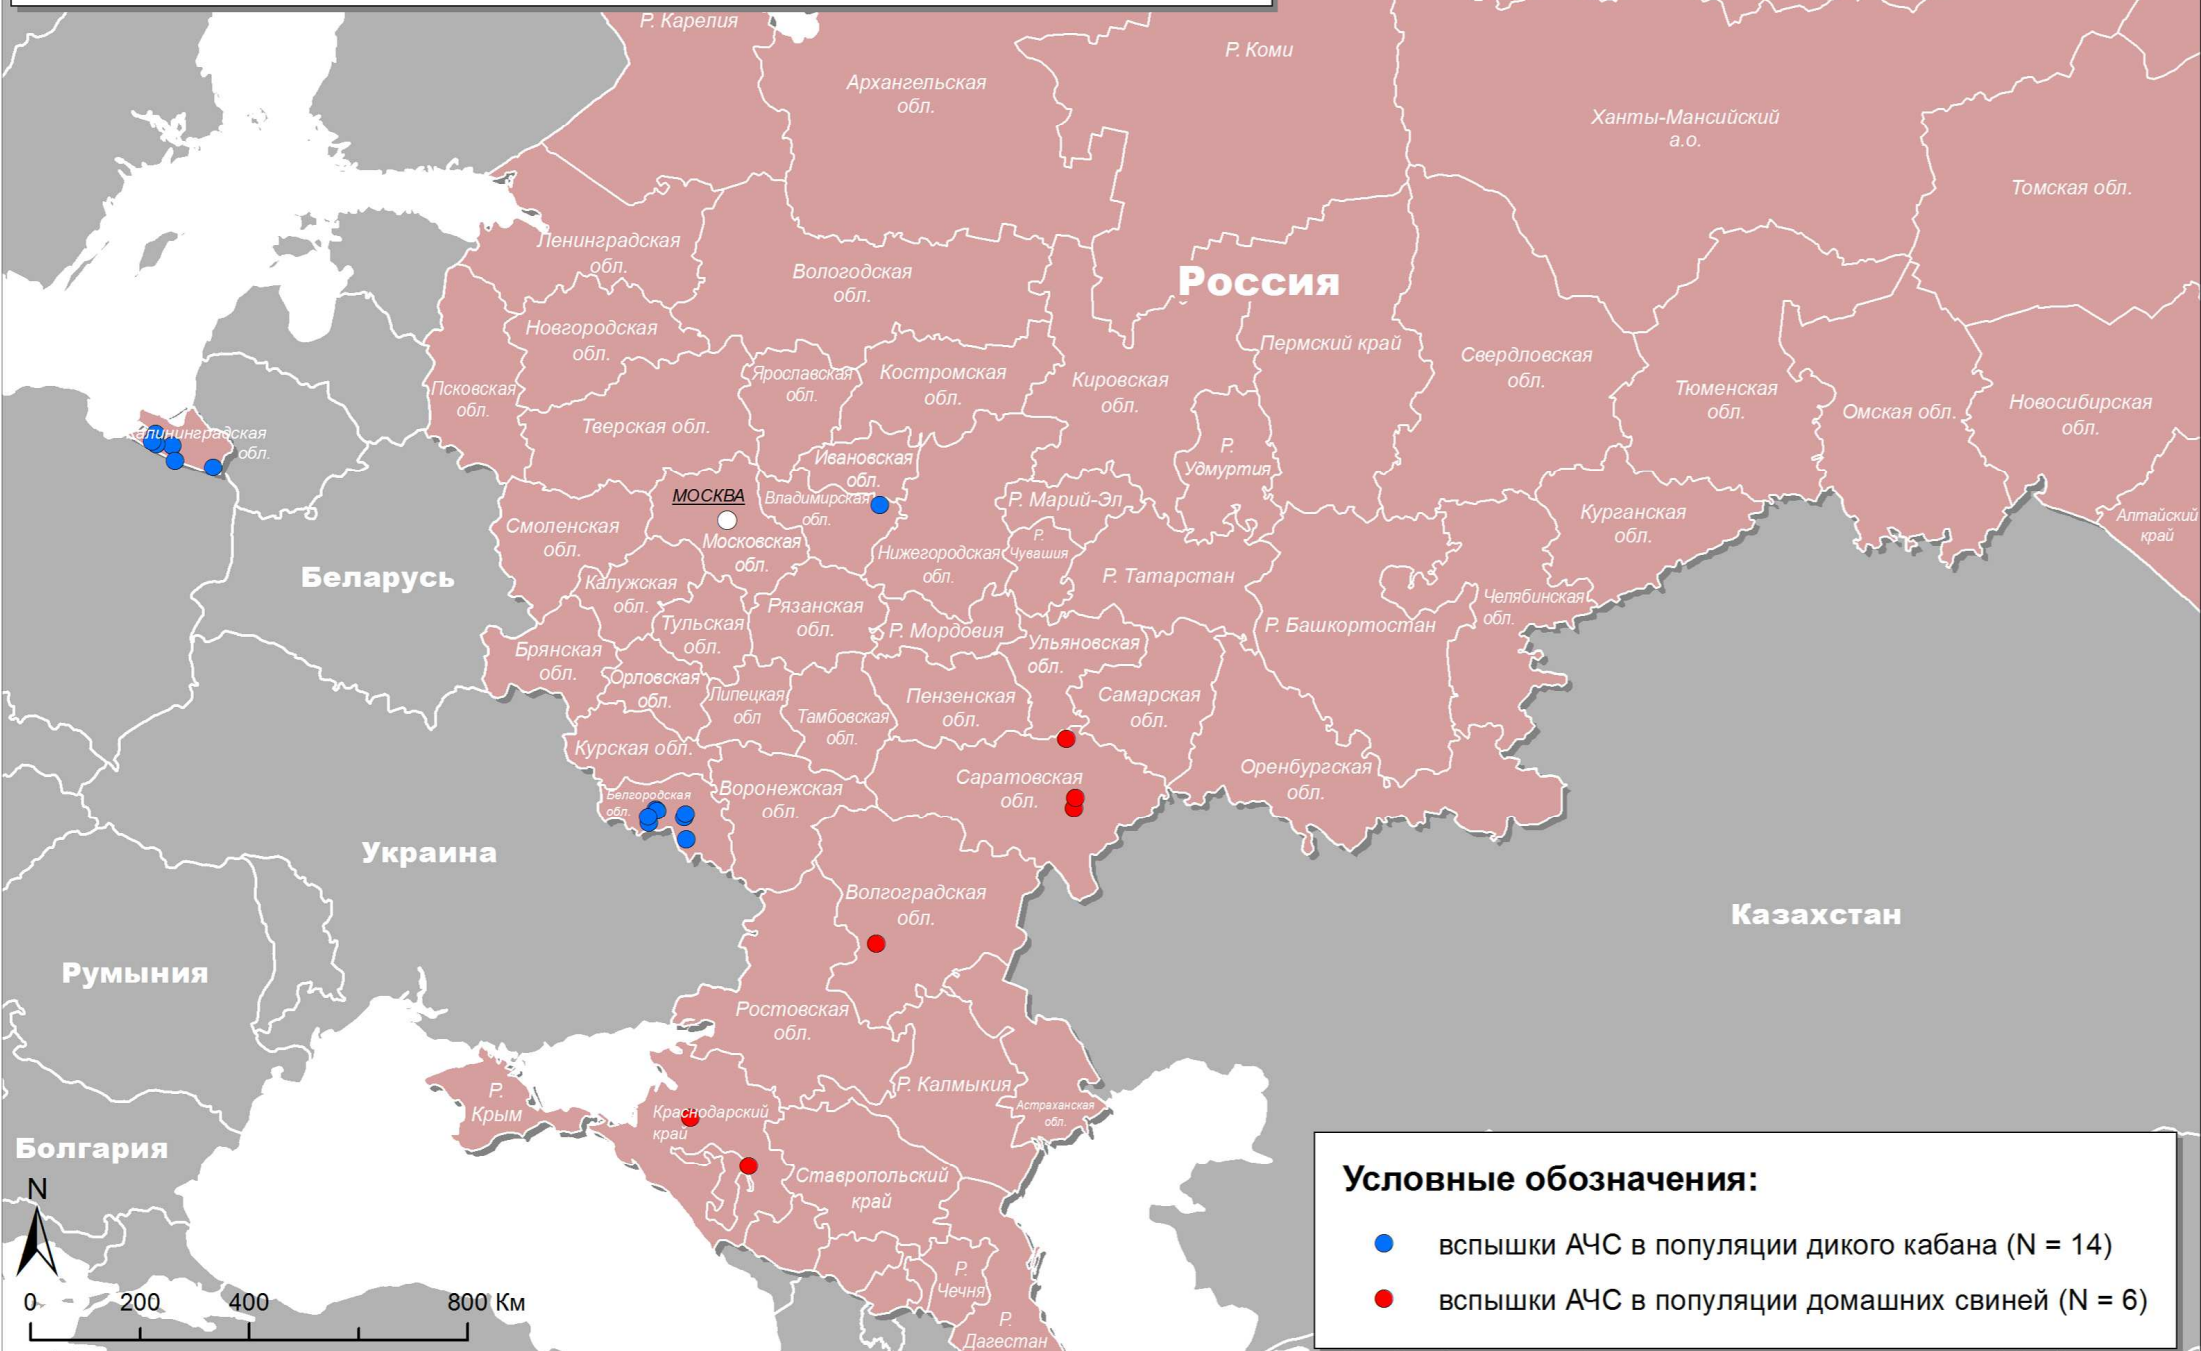 Р. Карелия
Р. Коми
Архангельская
обл.
Ханты-Мансийский
а.о.
Томская обл.
Ленинградская
обл.
Вологодская
обл.
Россия
Новгородская
обл.
Пермский край
Свердловская
обл.
Псковская
обл.
Ярославская
обл.
Костромская
обл.
Кировская
обл.
Тюменская
обл.
Омская обл.
Новосибирская
обл.
Тверская обл.
Калининградская
обл.
Ивановская
обл.
Р.
Удмуртия
МОСКВА
Владимирская
обл.
Р. Марий-Эл
Смоленская
обл.
Московская
обл.
Нижегородская
обл.
Р.
Чувашия
Курганская
обл.
Алтайский
край
Беларусь
Калужская
обл.
Р. Татарстан
Тульская
обл.
Рязанская
обл.
Р. Мордовия
Ульяновская
обл.
Р. Башкортостан
Челябинская
обл.
Брянская
обл.
Орловская
обл.
Липецкая
обл
Тамбовская
обл.
Пензенская
обл.
Самарская
обл.
Курская обл.
Саратовская
обл.
Оренбургская
обл.
Белгородская
обл.
Воронежская
обл.
Украина
Волгоградская
обл.
Казахстан
Румыния
Ростовская
обл.
Р.
Крым
Р. Калмыкия
Астраханская
обл.
Краснодарский
край
Болгария
Ставропольский
край
Р.
Чечня
Р.
Дагестан
N
0 200 400 800 Км
Условные обозначения:
вспышки АЧС в популяции дикого кабана (N = 14)
вспышки АЧС в популяции домашних свиней (N = 6)